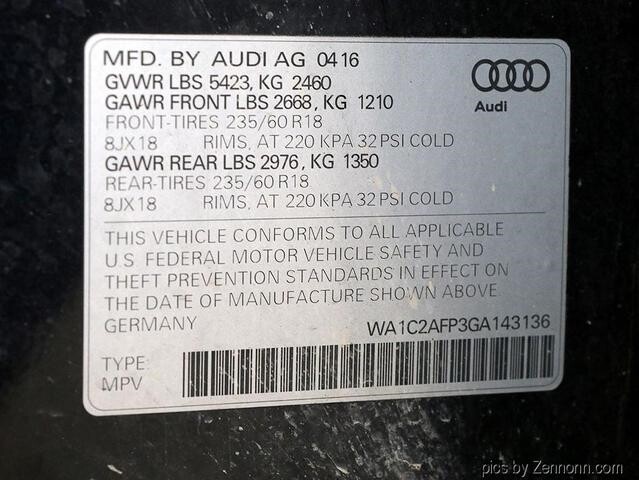 MFD. BY AUDI AG 04 16
GVWR LBS 5423, KG 2460
GAWR FRONT LBS 2668, KG 1210
FRONT-TIRES 235/60 R18
8JX18 RIMS, AT 220 KPA 32 PSI COLD
GAWR REAR LBS 2976, KG 1350
REAR-TIRES 235/60 R18
8JX18 RIMS, AT 220 KPA 32 PSI COLD
Audi
THIS VEHICLE CONFORMS TO ALL APPLICABLE
U.S FEDERAL MOTOR VEHICLE SAFETY AND
THEFT PREVENTION STANDARDS IN EFFECT ON
THE DATE OF MANUFACTURE SHOWN ABOVE.
GERMANY WA1C2AFP3GA143136
TYPE:
MPV
pics by Zennonn.com